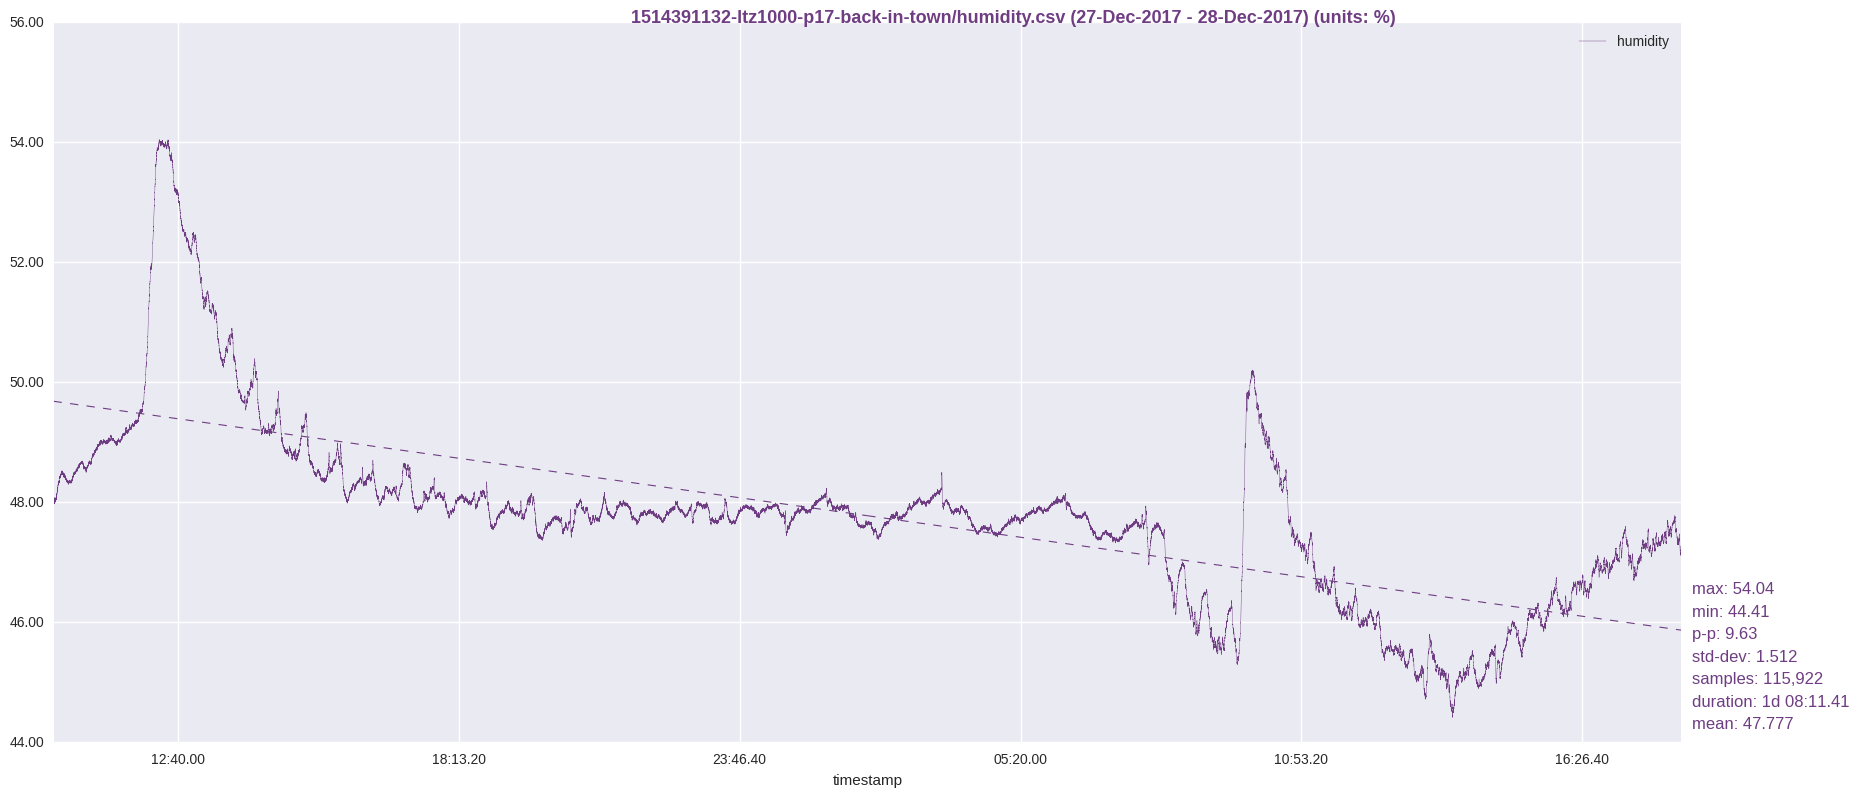 1514391132-ltz1000-p17-back-in-town/humidity.csv (27-Dec-2017 - 28-Dec-2017) (units: %)
humidity
56.00
54.00
52.00
50.00
48.00
46.00
44.00
12:40.00 18:13.20 23:46.40 05:20.00 10:53.20 16:26.40
timestamp
max: 54.04
min: 44.41
p-p: 9.63
std-dev: 1.512
samples: 115,922
duration: 1d 08:11.41
mean: 47.777